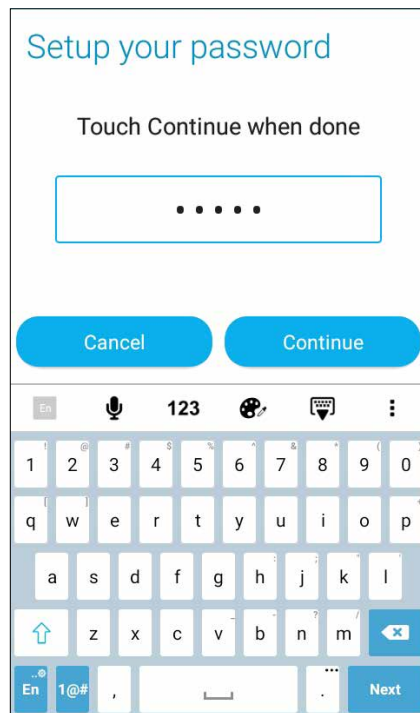 Setup your password
Touch Continue when done
•••••
Cancel Continue
En 123
! @ # $ % ^ & * ( )
1 2 3 4 5 6 7 8 9 0
[ ]
q w e r t y u i o p
: ; '
a s d f g h j k l
_ - ? /
z x c v b n m
En 1@# , . Next